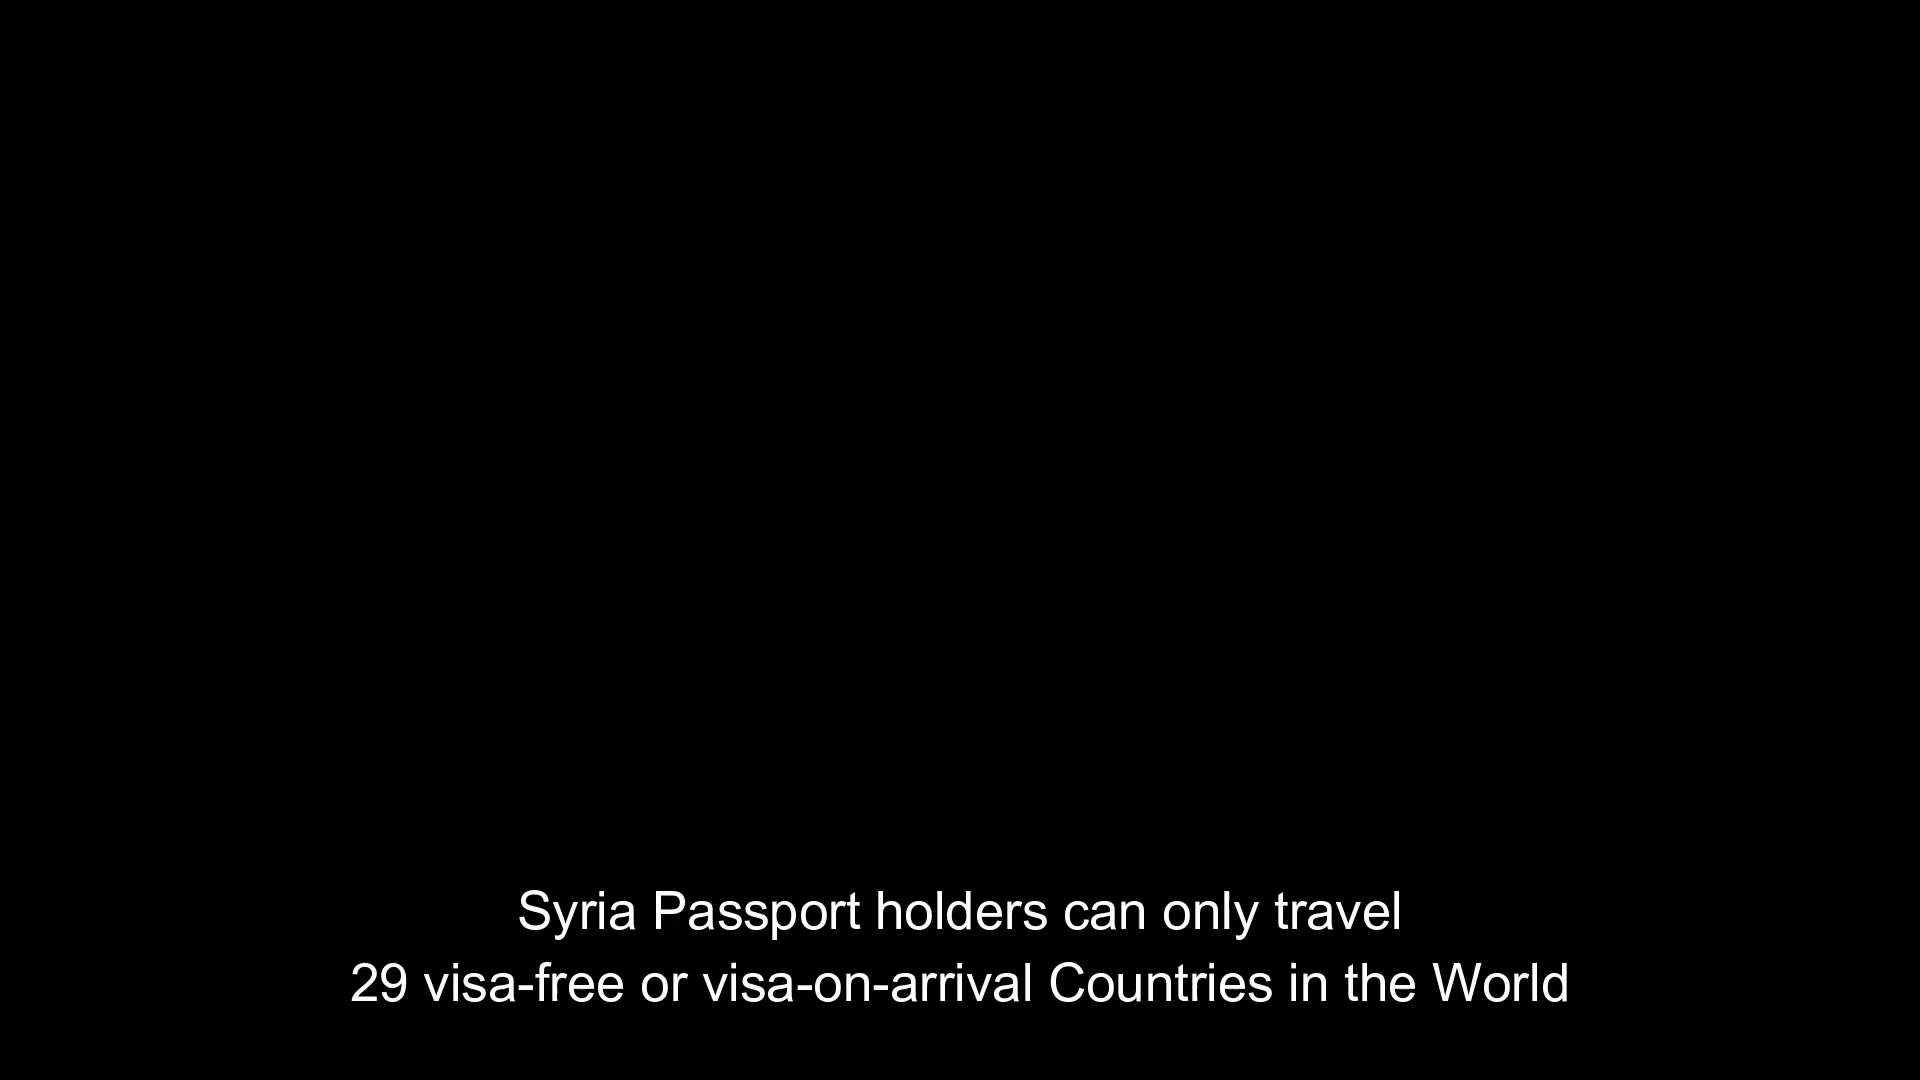 Syria Passport holders can only travel
29 visa-free or visa-on-arrival Countries in the World